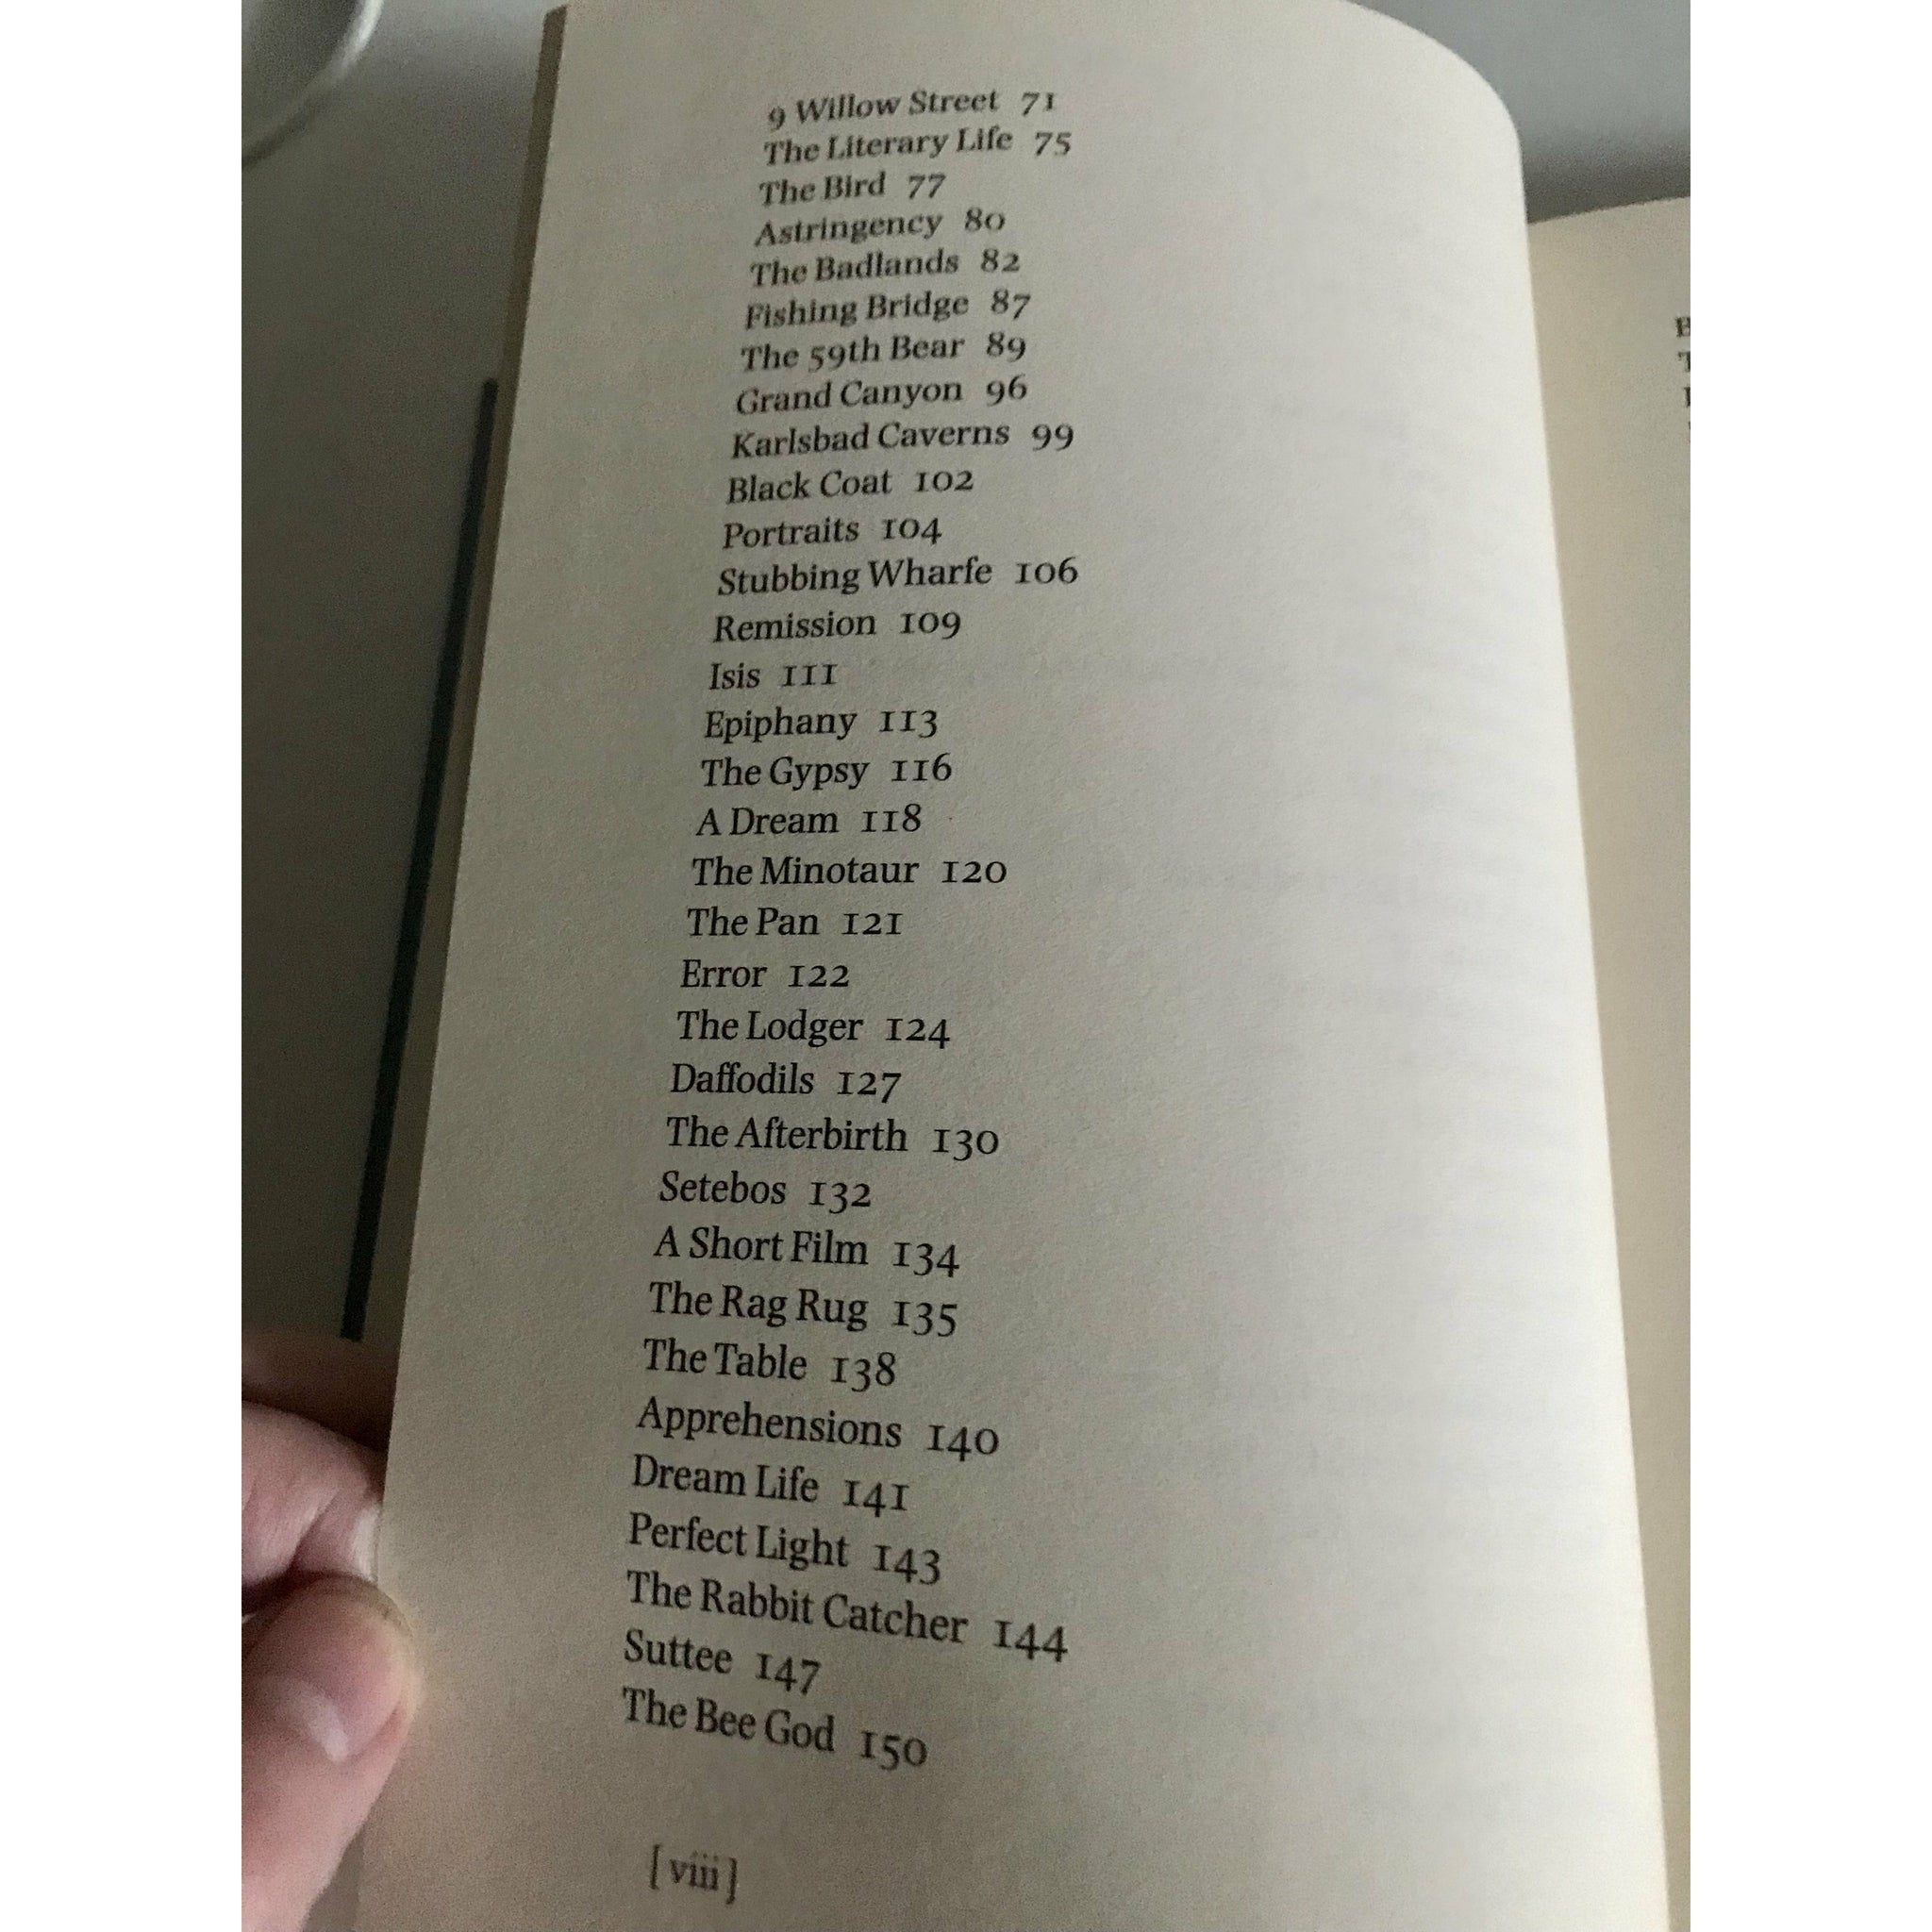 9 Willow Street 71
The Literary Life 75
The Bird 77
Astringency 80
The Badlands 82
Fishing Bridge 87
The 59th Bear 89
Grand Canyon 96
Karlsbad Caverns 99
Black Coat 102
Portraits 104
Stubbing Wharfe 106
Remission 109
Isis 111
Epiphany 113
The Gypsy 116
A Dream 118
The Minotaur 120
The Pan 121
Error 122
The Lodger 124
Daffodils 127
The Afterbirth 130
Setebos 132
A Short Film 134
The Rag Rug 135
The Table 138
Apprehensions 140
Dream Life 141
Perfect Light 143
The Rabbit Catcher 144
Suttee 147
The Bee God 150
[ viii ]